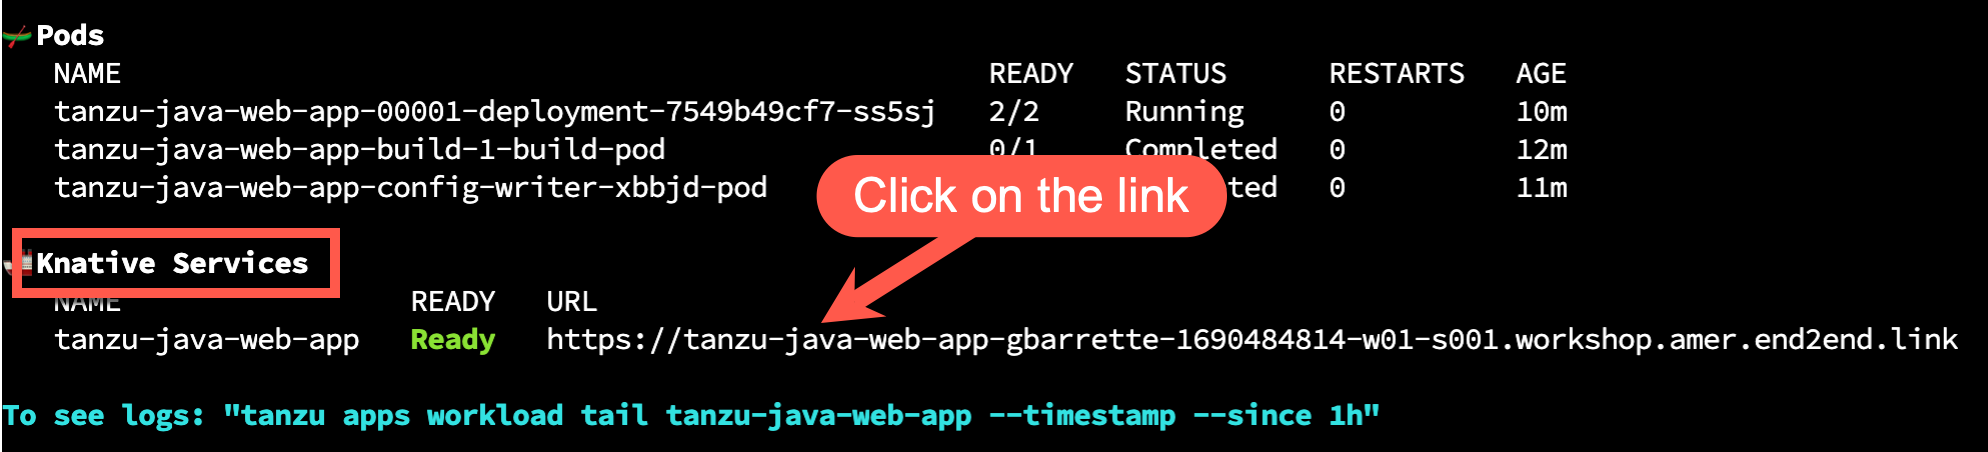 Pods
NAME READY STATUS RESTARTS AGE
tanzu-java-web-app-00001-deployment-7549b49cf7-ss5sj 2/2 Running 0 10m
tanzu-java-web-app-build-1-build-pod 0/1 Completed 0 12m
tanzu-java-web-app-config-writer-xbbjd-pod ted 0 11m
Click on the link
Knative Services
NAME READY URL
tanzu-java-web-app Ready https://tanzu-java-web-app-gbarrette-1690484814-w01-s001.workshop.amer.end2end.link
To see logs: "tanzu apps workload tail tanzu-java-web-app --timestamp --since 1h"